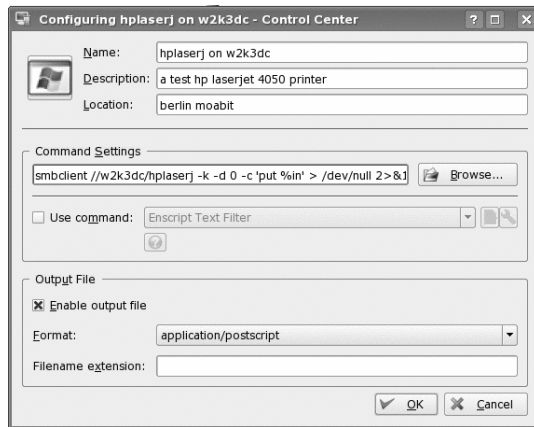 Configuring hplaserj on w2k3dc - Control Center
Name: hplaserj on w2k3dc
Description: a test hp laserjet 4050 printer
Location: berlin moabit
Command Settings
smbclient //w2k3dc/hplaserj -k -d 0 -c 'put %in' > /dev/null 2>&1 Browse...
Use command: Enscript Text Filter
Output File
Enable output file
Format: application/postscript
Filename extension:
OK Cancel